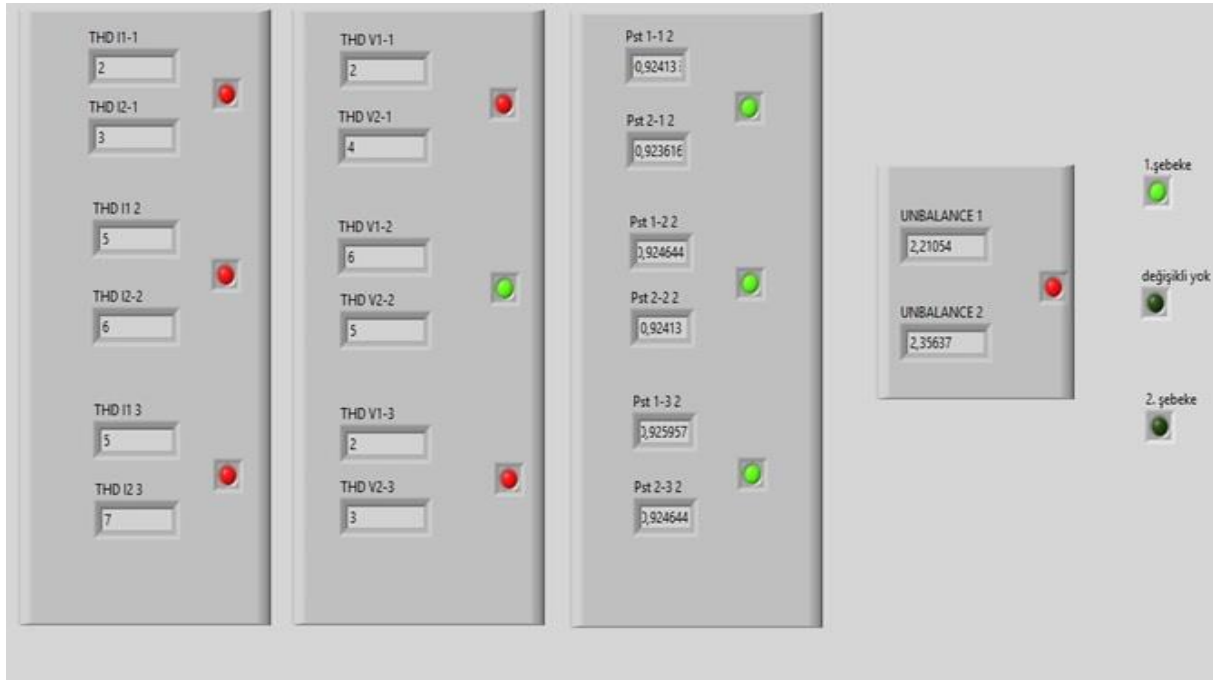 THD I1-1
2
THD I2-1
3
THD I1 2
5
THD I2-2
6
THD I1 3
5
THD I2 3
7
THD V1-1
2
THD V2-1
4
THD V1-2
6
THD V2-2
5
THD V1-3
2
THD V2-3
3
Pst 1-1 2
0,92413
Pst 2-1 2
0,923616
Pst 1-2 2
0,924644
Pst 2-2 2
0,92413
Pst 1-3 2
0,925957
Pst 2-3 2
0,924644
UNBALANCE 1
2,21054
UNBALANCE 2
2,35637
1.şebeke
değişikli yok
2. şebeke